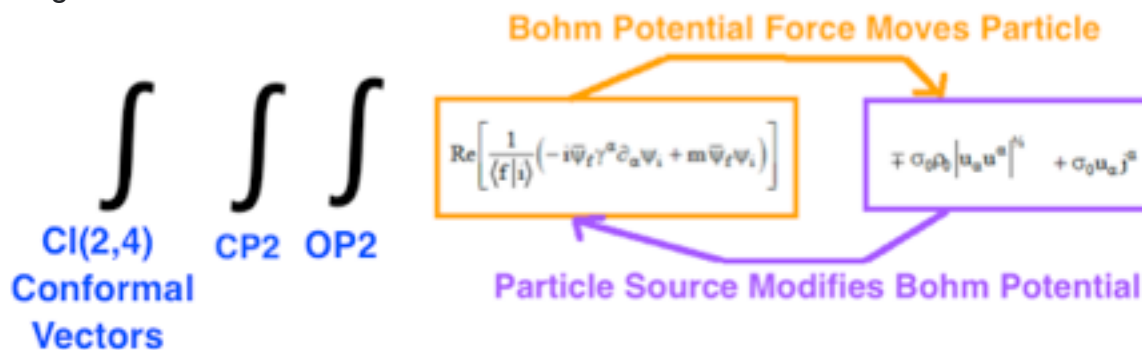 Bohm Potential Force Moves Particle
∫ ∫ ∫ Re[1/⟨f|i⟩(-iψ̄_f γ^α ∂_α ψ_i + mψ̄_f ψ_i)] ∓ σ₀ρ₀|u_α u^α|^½ + σ₀u_α j^α
Cl(2,4) CP2 OP2
Conformal
Vectors
Particle Source Modifies Bohm Potential